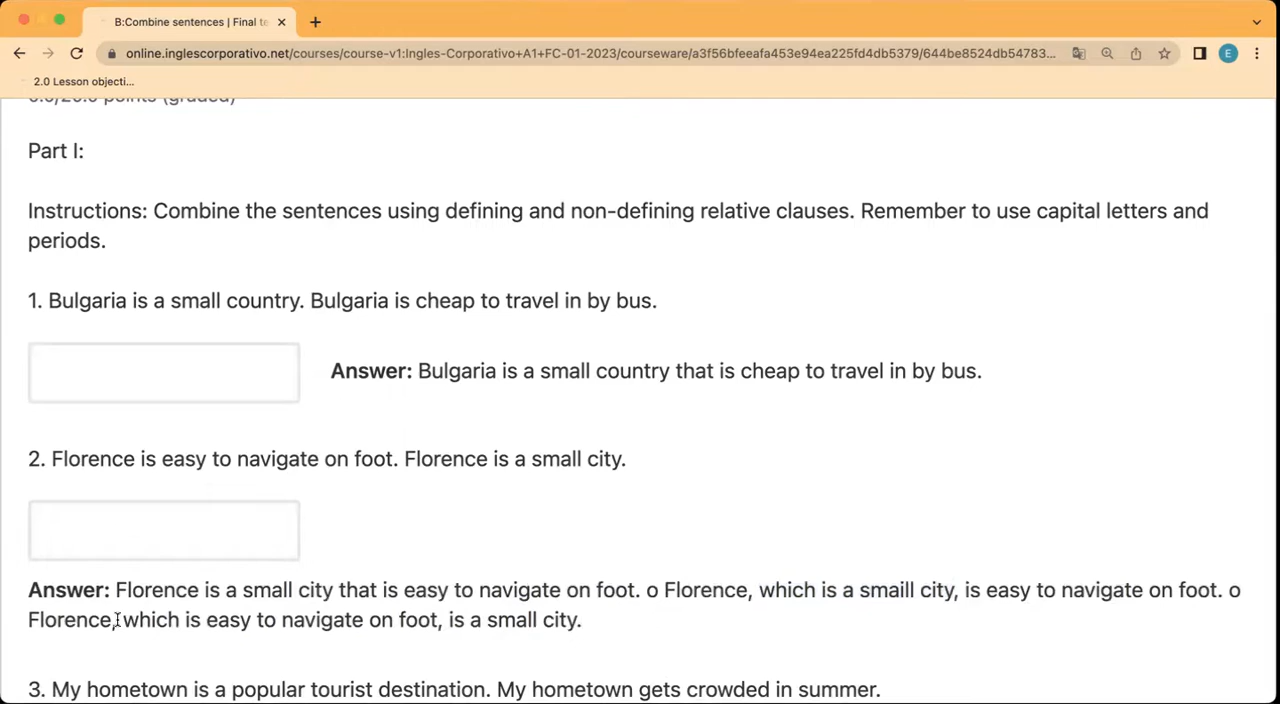 B:Combine sentences | Final te
online.inglescorporativo.net/courses/course-v1:Ingles-Corporativo+A1+FC-01-2023/courseware/a3f56bfeeafa453e94ea225fd4db5379/644be8524db54783...
E
2.0 Lesson objecti...
points (graded)
Part I:
Instructions: Combine the sentences using defining and non-defining relative clauses. Remember to use capital letters and
periods.
1. Bulgaria is a small country. Bulgaria is cheap to travel in by bus.
Answer: Bulgaria is a small country that is cheap to travel in by bus.
2. Florence is easy to navigate on foot. Florence is a small city.
Answer: Florence is a small city that is easy to navigate on foot. o Florence, which is a smaill city, is easy to navigate on foot. o
Florence, which is easy to navigate on foot, is a small city.
3. My hometown is a popular tourist destination. My hometown gets crowded in summer.